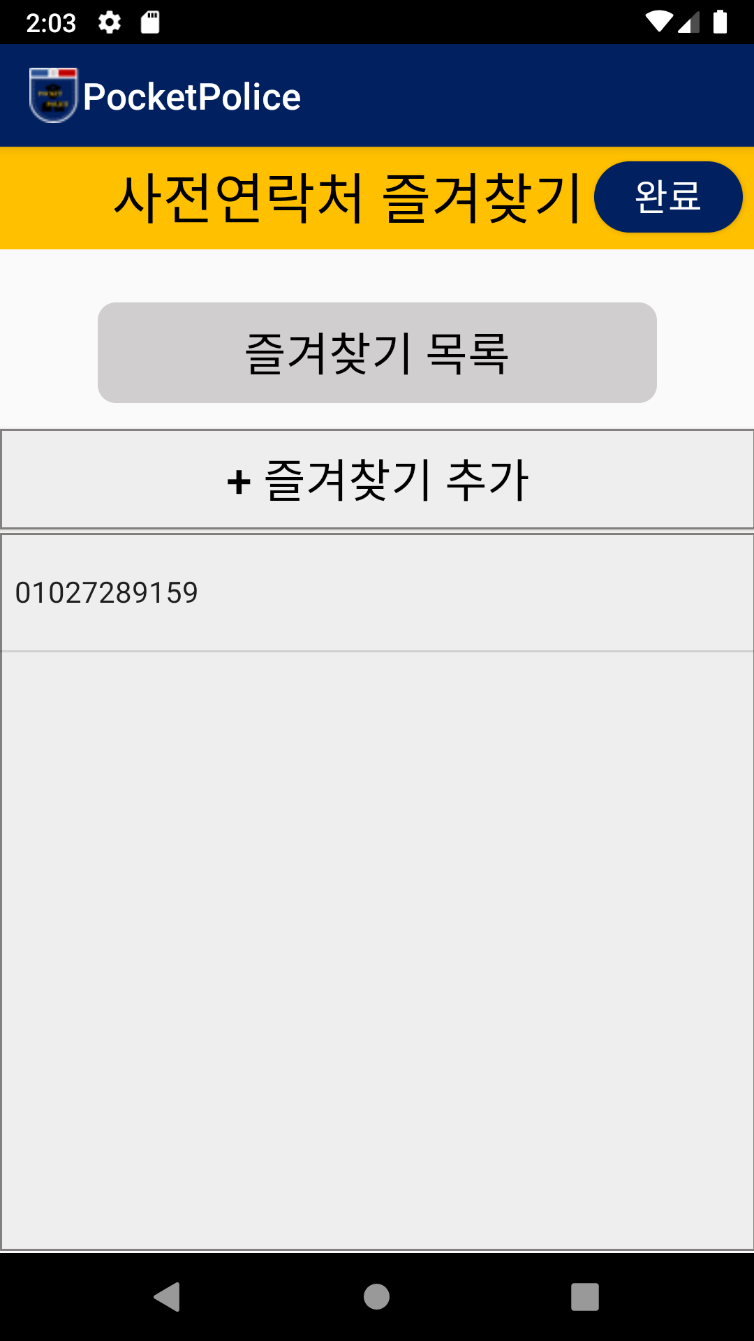 2:03
PocketPolice
사전연락처 즐겨찾기
완료
즐겨찾기 목록
+ 즐겨찾기 추가
01027289159